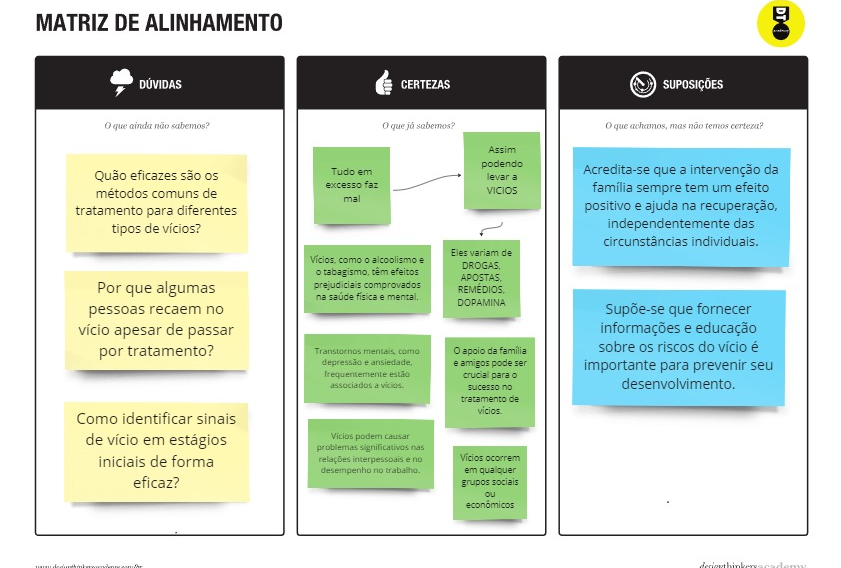 MATRIZ DE ALINHAMENTO
DT
DÚVIDAS
O que ainda não sabemos?
Quão eficazes são os
métodos comuns de
tratamento para diferentes
tipos de vícios?
Por que algumas
pessoas recaem no
vício apesar de passar
por tratamento?
Como identificar sinais
de vício em estágios
iniciais de forma
eficaz?
CERTEZAS
O que já sabemos?
Tudo em
excesso faz
mal
Assim
podendo
levar a
VICIOS
Vícios, como o alcoolismo e
o tabagismo, têm efeitos
prejudiciais comprovados
na saúde física e mental.
Eles variam de
DROGAS,
APOSTAS,
REMÉDIOS,
DOPAMINA
Transtornos mentais, como
depressão e ansiedade,
frequentemente estão
associados a vícios.
O apoio da família
e amigos pode ser
crucial para o
sucesso no
tratamento de
vícios.
Vícios podem causar
problemas significativos nas
relações interpessoais e no
desempenho no trabalho.
Vícios ocorrem
em qualquer
grupos sociais
ou
econômicos
SUPOSIÇÕES
O que achamos, mas não temos certeza?
Acredita-se que a intervenção da
família sempre tem um efeito
positivo e ajuda na recuperação,
independentemente das
circunstâncias individuais.
Supõe-se que fornecer
informações e educação
sobre os riscos do vício é
importante para prevenir seu
desenvolvimento.
designthinkersacademy